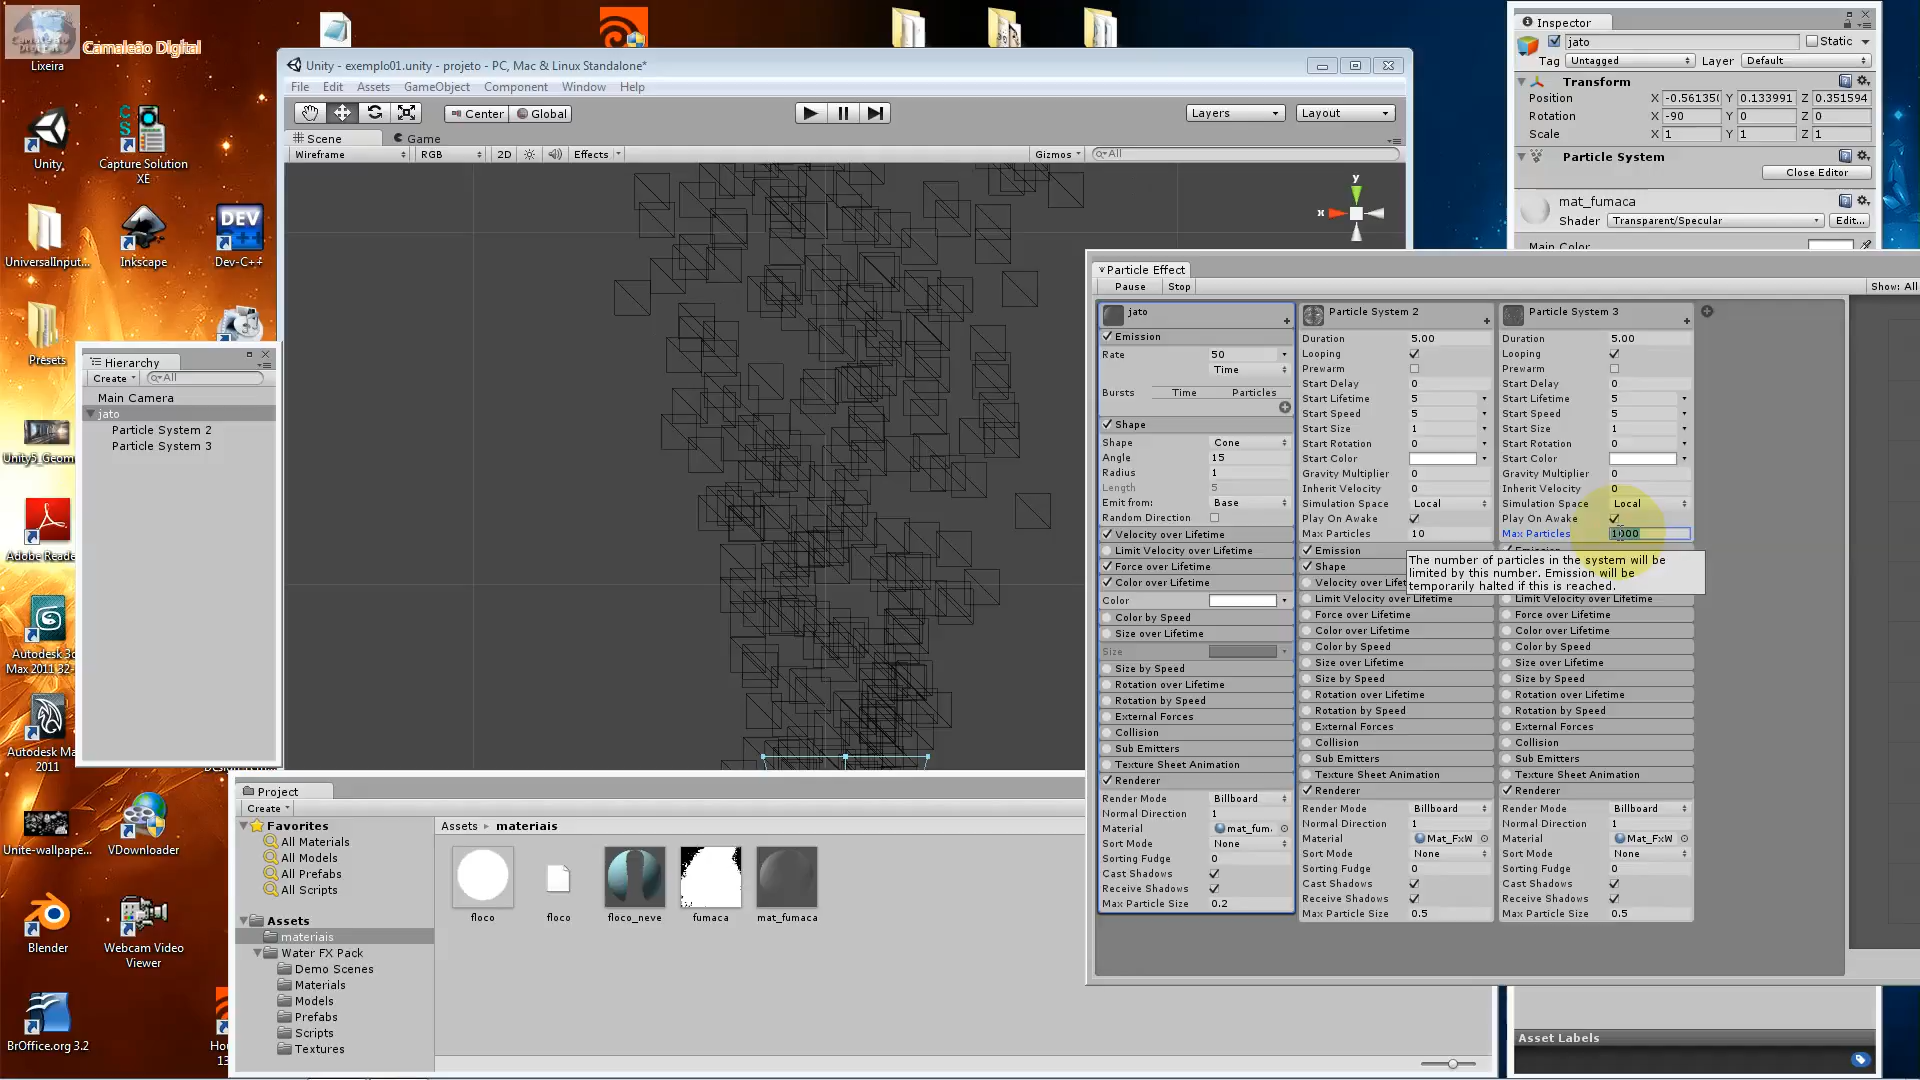 Camaleão Digital
Lixeira
Unity
Capture Solution
XE
UniversalInput...
Inkscape
Dev-C++
Presets
Unity5_Geom
Adobe Reade
Autodesk 3d
Max 2011 32-
Autodesk Ma
2011
Unite-wallpape...
VDownloader
Blender
Webcam Video
Viewer
BrOffice.org 3.2
Hou
13
Unity - exemplo01.unity - projeto - PC, Mac & Linux Standalone*
File Edit Assets GameObject Component Window Help
Center Global
Layers Layout
Scene Game
Wireframe RGB 2D Effects Gizmos All
y
x
Hierarchy
Create All
Main Camera
jato
Particle System 2
Particle System 3
Project
Create
Favorites
All Materials
All Models
All Prefabs
All Scripts
Assets
materiais
Water FX Pack
Demo Scenes
Materials
Models
Prefabs
Scripts
Textures
Assets materiais
floco floco floco_neve fumaca mat_fumaca
Inspector
jato Static
Tag Untagged Layer Default
Transform
Position X -0.56135( Y 0.133991 Z 0.351594
Rotation X -90 Y 0 Z 0
Scale X 1 Y 1 Z 1
Particle System
Close Editor
mat_fumaca
Shader Transparent/Specular Edit...
Main Color
Particle Effect
Pause Stop Show: All
jato
Emission
Rate 50
Time
Bursts Time Particles
Shape
Shape Cone
Angle 15
Radius 1
Length 5
Emit from: Base
Random Direction
Velocity over Lifetime
Limit Velocity over Lifetime
Force over Lifetime
Color over Lifetime
Color
Color by Speed
Size over Lifetime
Size
Size by Speed
Rotation over Lifetime
Rotation by Speed
External Forces
Collision
Sub Emitters
Texture Sheet Animation
Renderer
Render Mode Billboard
Normal Direction 1
Material mat_fum.
Sort Mode None
Sorting Fudge 0
Cast Shadows
Receive Shadows
Max Particle Size 0.2
Particle System 2
Duration 5.00
Looping
Prewarm
Start Delay 0
Start Lifetime 5
Start Speed 5
Start Size 1
Start Rotation 0
Start Color
Gravity Multiplier 0
Inherit Velocity 0
Simulation Space Local
Play On Awake
Max Particles 10
Emission
Shape
Velocity over Lifet
Limit Velocity over Lifetime
Force over Lifetime
Color over Lifetime
Color by Speed
Size over Lifetime
Size by Speed
Rotation over Lifetime
Rotation by Speed
External Forces
Collision
Sub Emitters
Texture Sheet Animation
Renderer
Render Mode Billboard
Normal Direction 1
Material Mat_FxW
Sort Mode None
Sorting Fudge 0
Cast Shadows
Receive Shadows
Max Particle Size 0.5
Particle System 3
Duration 5.00
Looping
Prewarm
Start Delay 0
Start Lifetime 5
Start Speed 5
Start Size 1
Start Rotation 0
Start Color
Gravity Multiplier 0
Inherit Velocity 0
Simulation Space Local
Play On Awake
Max Particles 1000
Emission
The number of particles in the system will be
limited by this number. Emission will be
temporarily halted if this is reached.
Limit Velocity over Lifetime
Force over Lifetime
Color over Lifetime
Color by Speed
Size over Lifetime
Size by Speed
Rotation over Lifetime
Rotation by Speed
External Forces
Collision
Sub Emitters
Texture Sheet Animation
Renderer
Render Mode Billboard
Normal Direction 1
Material Mat_FxW
Sort Mode None
Sorting Fudge 0
Cast Shadows
Receive Shadows
Max Particle Size 0.5
Asset Labels